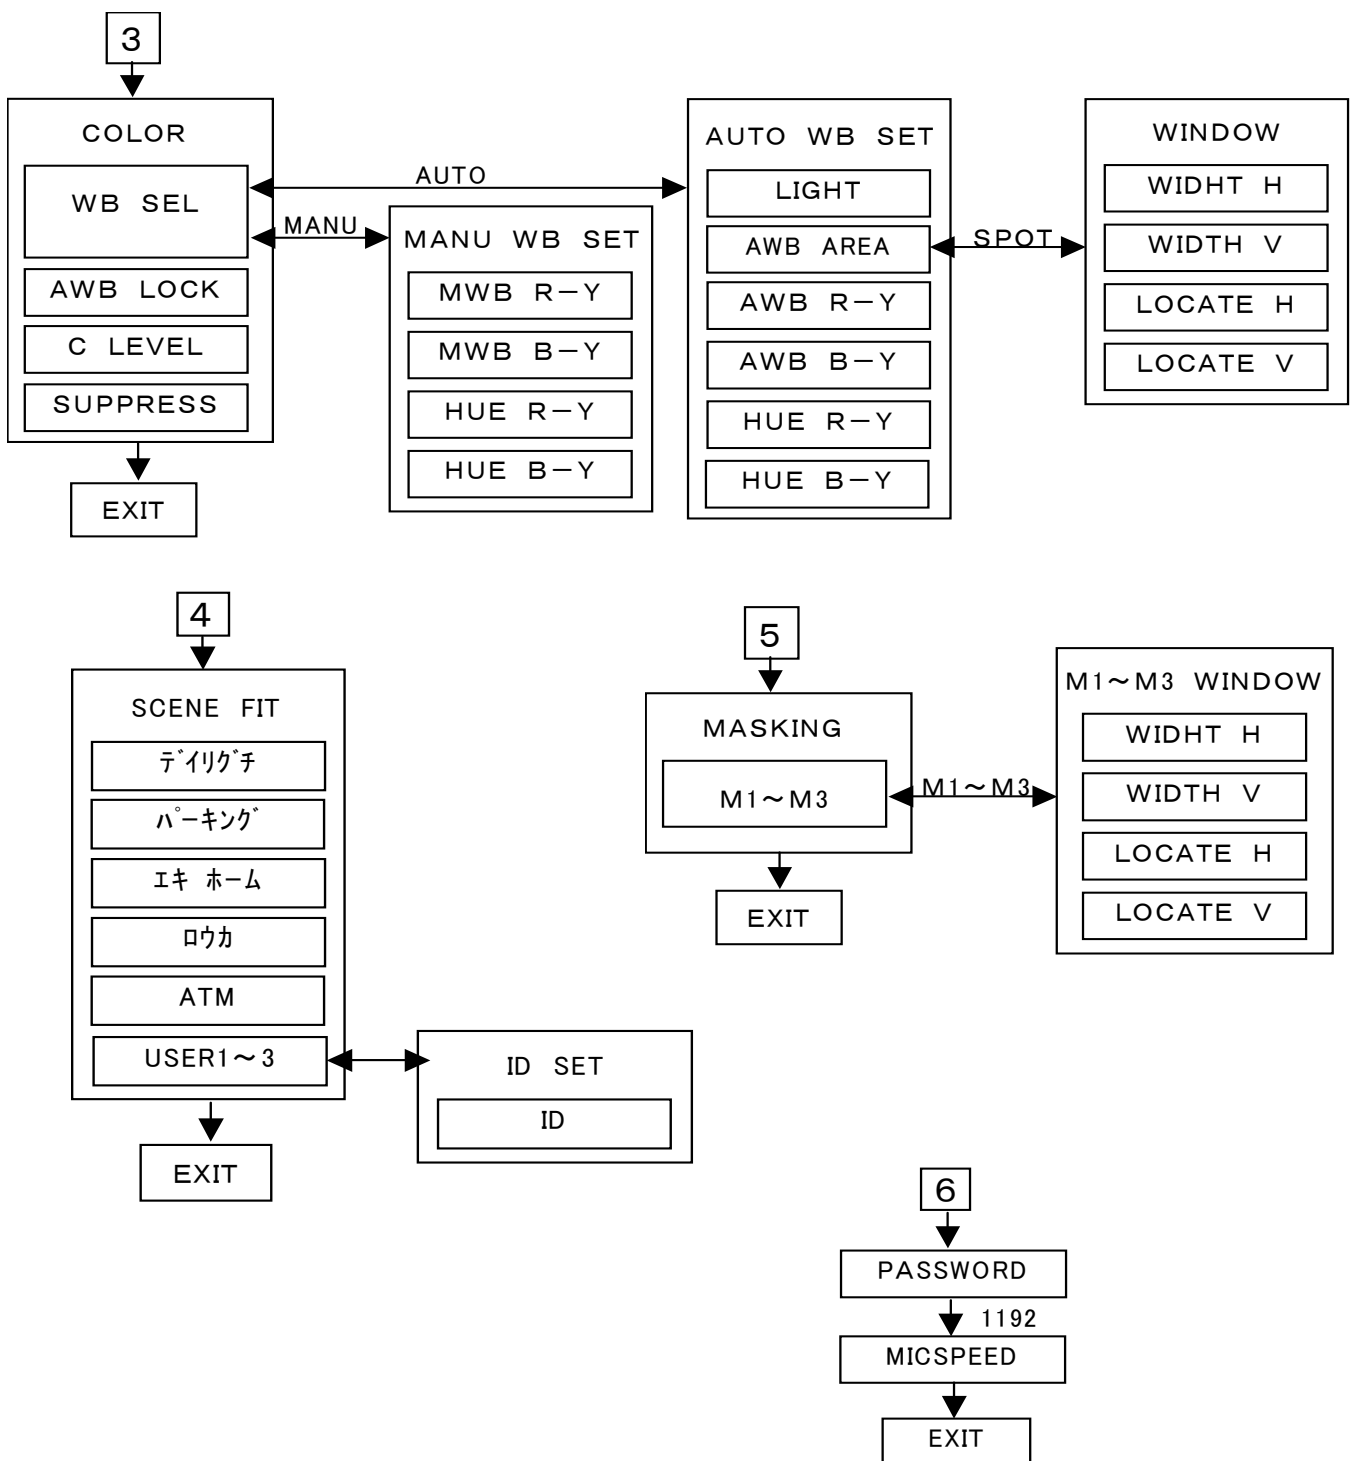 3
COLOR
WB SEL
AWB LOCK
C LEVEL
SUPPRESS
EXIT
AUTO
MANU
MANU WB SET
MWB R－Y
MWB B－Y
HUE R－Y
HUE B－Y
AUTO WB SET
LIGHT
AWB AREA
AWB R－Y
AWB B－Y
HUE R－Y
HUE B－Y
SPOT
WINDOW
WIDHT H
WIDTH V
LOCATE H
LOCATE V
4
SCENE FIT
ﾃﾞｲﾘｸﾞﾁ
ﾊﾟｰｷﾝｸﾞ
ｴｷ ﾎｰﾑ
ﾛｳｶ
ATM
USER1～3
EXIT
ID SET
ID
5
MASKING
M1～M3
EXIT
M1～M3
M1～M3 WINDOW
WIDHT H
WIDTH V
LOCATE H
LOCATE V
6
PASSWORD
1192
MICSPEED
EXIT